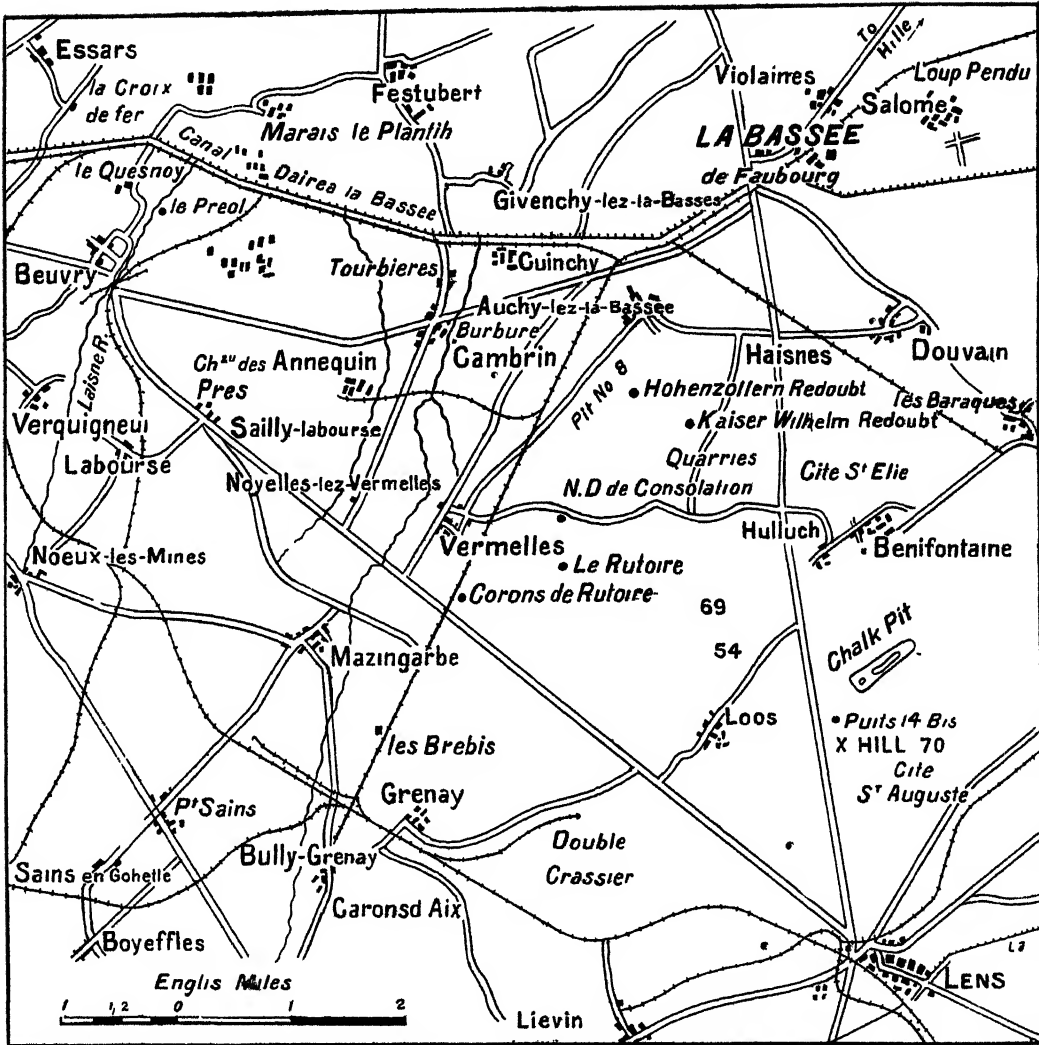 Essars
la Croix
de fer
Festubert
Marais le Plantih
To
Hille
Violaines
Loup Pendu
Salome
LA BASSEE
de Faubourg
Canal
Dairea la Bassee
le Quesnoy
le Preol
Givenchy-lez-la-Basses
Beuvry
Tourbieres
Cuinchy
Auchy-lez-la-Bassee
Burbure
Cambrin
Haisnes
Douvain
Laisne R.
Chau des
Pres
Annequin
Pit No 8
Hohenzollern Redoubt
Kaiser Wilhelm Redoubt
les Baraques
Verquigneul
Sailly-labourse
Labourse
Quarries
Cite St Elie
Noyelles-lez-Vermelles
N.D de Consolation
Hulluch
Vermelles
Benifontaine
Noeux-les-Mines
Le Rutoire
Corons de Rutoire
69
54
Chalk Pit
Mazingarbe
Loos
Puits 14 Bis
X HILL 70
Cite
ST Auguste
les Brebis
Grenay
Pt Sains
Double
Crassier
Bully-Grenay
Sains en Gohelle
Caronsd Aix
Boyeffles
Englis Miles
1 1,2 0 1 2
Lievin
LENS
La